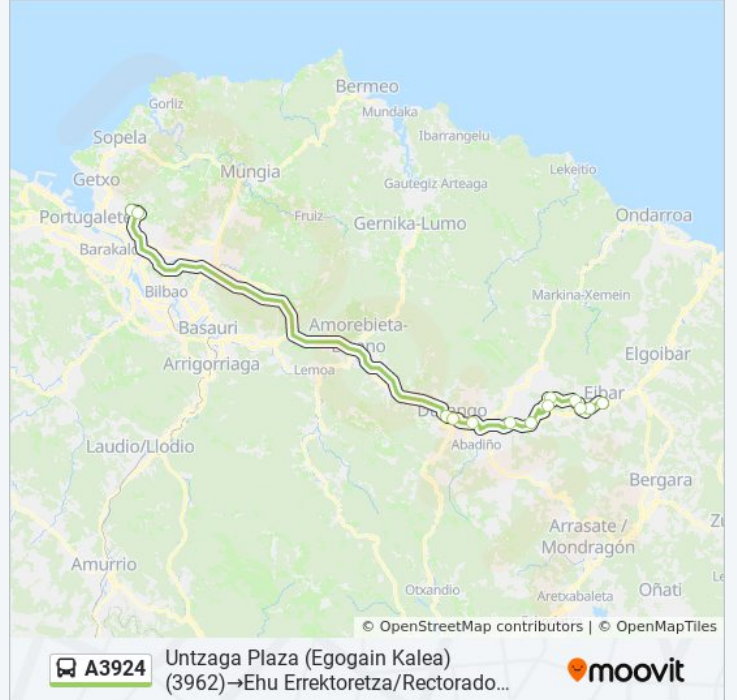 Bermeo
Gorliz
Mundaka
Sopela
Ibarrangelu
Mungia
Lekeitio
Getxo
Gautegiz Arteaga
Portugalete
Fruiz
Gernika-Lumo
Ondarroa
Barakaldo
Bilbao
Markina-Xemein
Basauri
Amorebieta-
Etxano
Elgoibar
Arrigorriaga
Lemoa
Eibar
Durango
Abadiño
Laudio/Llodio
Bergara
Arrasate /
Mondragón
Amurrio
Otxandio
Oñati
Aretxabaleta
© OpenStreetMap contributors | © OpenMapTiles
A3924
Untzaga Plaza (Egogain Kalea)
(3962)→Ehu Errektoretza/Rectorado...
moovit